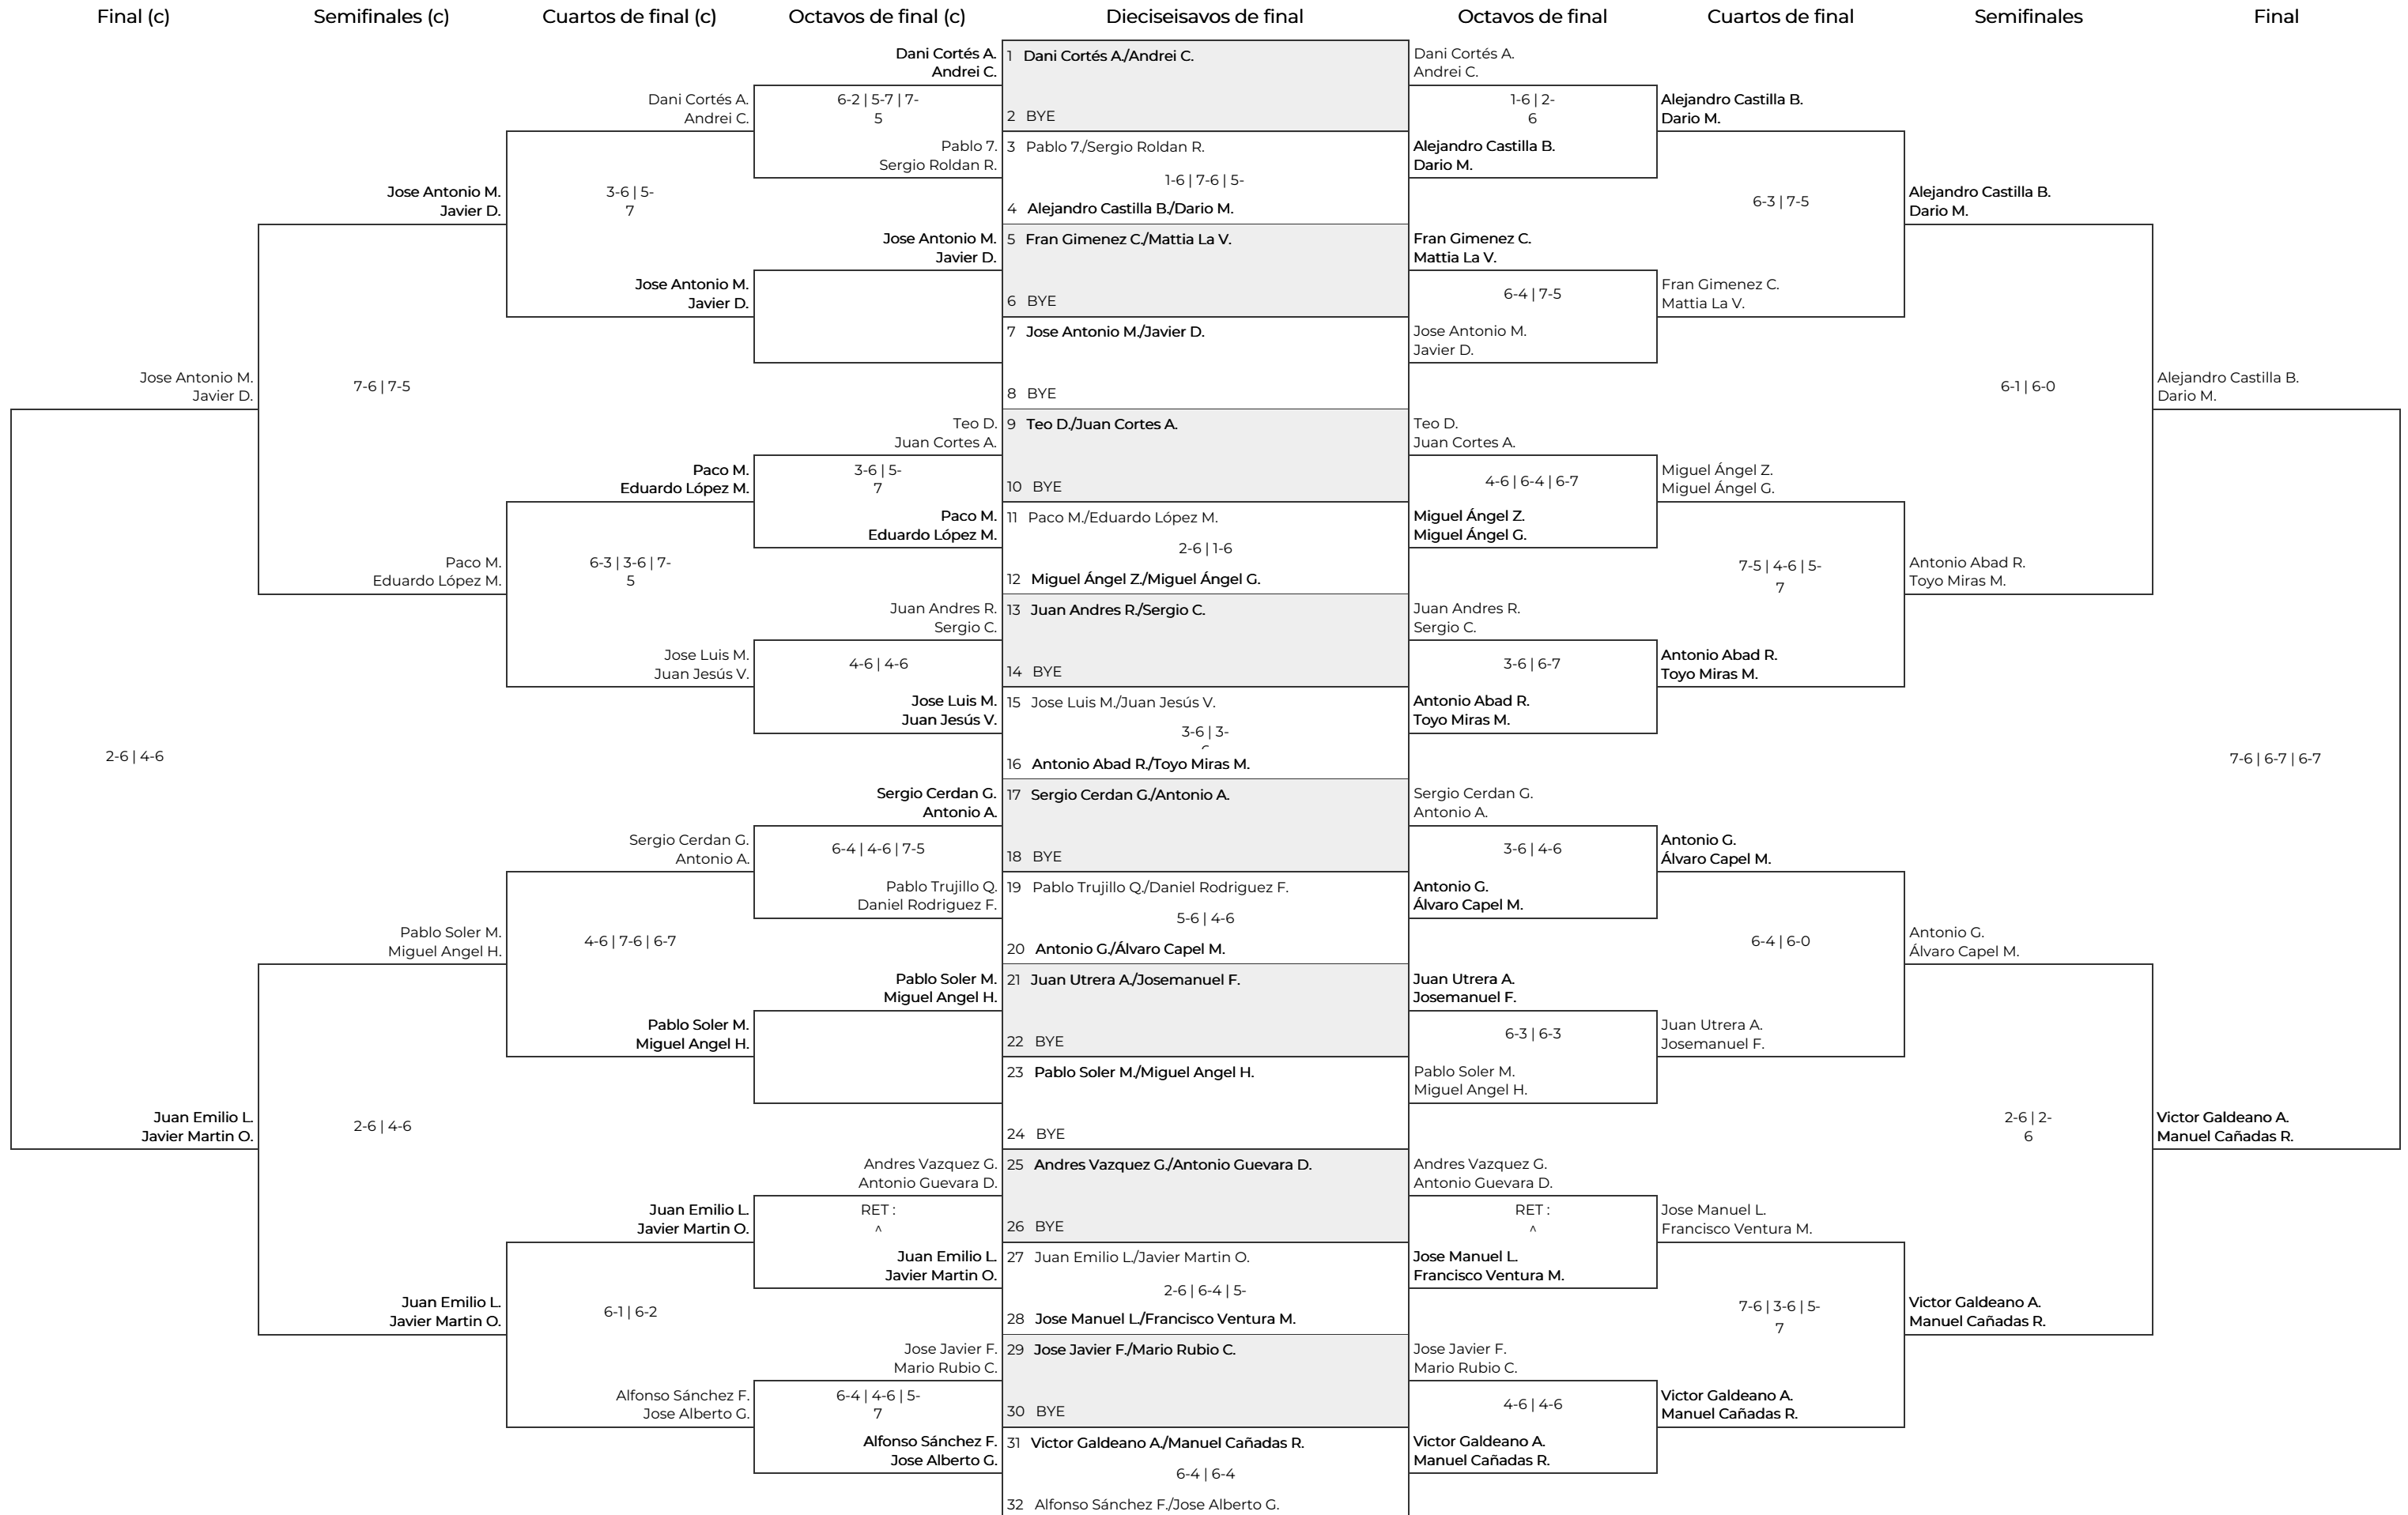 Final (c)
Semifinales (c)
Cuartos de final (c)
Octavos de final (c)
Dieciseisavos de final
Octavos de final
Cuartos de final
Semifinales
Final
Jose Antonio M.
Javier D.
2-6 | 4-6
Juan Emilio L.
Javier Martin O.
Jose Antonio M.
Javier D.
7-6 | 7-5
Paco M.
Eduardo López M.
Pablo Soler M.
Miguel Angel H.
2-6 | 4-6
Juan Emilio L.
Javier Martin O.
Dani Cortés A.
Andrei C.
3-6 | 5-
7
Jose Antonio M.
Javier D.
Paco M.
Eduardo López M.
6-3 | 3-6 | 7-
5
Jose Luis M.
Juan Jesús V.
Sergio Cerdan G.
Antonio A.
4-6 | 7-6 | 6-7
Pablo Soler M.
Miguel Angel H.
Juan Emilio L.
Javier Martin O.
6-1 | 6-2
Alfonso Sánchez F.
Jose Alberto G.
Dani Cortés A.
Andrei C.
6-2 | 5-7 | 7-
5
Pablo 7.
Sergio Roldan R.
Jose Antonio M.
Javier D.
Teo D.
Juan Cortes A.
3-6 | 5-
7
Paco M.
Eduardo López M.
Juan Andres R.
Sergio C.
4-6 | 4-6
Jose Luis M.
Juan Jesús V.
Sergio Cerdan G.
Antonio A.
6-4 | 4-6 | 7-5
Pablo Trujillo Q.
Daniel Rodriguez F.
Pablo Soler M.
Miguel Angel H.
Andres Vazquez G.
Antonio Guevara D.
RET :
^
Juan Emilio L.
Javier Martin O.
Jose Javier F.
Mario Rubio C.
6-4 | 4-6 | 5-
7
Alfonso Sánchez F.
Jose Alberto G.
1 Dani Cortés A./Andrei C.
2 BYE
3 Pablo 7./Sergio Roldan R.
1-6 | 7-6 | 5-
4 Alejandro Castilla B./Dario M.
5 Fran Gimenez C./Mattia La V.
6 BYE
7 Jose Antonio M./Javier D.
8 BYE
9 Teo D./Juan Cortes A.
10 BYE
11 Paco M./Eduardo López M.
2-6 | 1-6
12 Miguel Ángel Z./Miguel Ángel G.
13 Juan Andres R./Sergio C.
14 BYE
15 Jose Luis M./Juan Jesús V.
3-6 | 3-
16 Antonio Abad R./Toyo Miras M.
17 Sergio Cerdan G./Antonio A.
18 BYE
19 Pablo Trujillo Q./Daniel Rodriguez F.
5-6 | 4-6
20 Antonio G./Álvaro Capel M.
21 Juan Utrera A./Josemanuel F.
22 BYE
23 Pablo Soler M./Miguel Angel H.
24 BYE
25 Andres Vazquez G./Antonio Guevara D.
26 BYE
27 Juan Emilio L./Javier Martin O.
2-6 | 6-4 | 5-
28 Jose Manuel L./Francisco Ventura M.
29 Jose Javier F./Mario Rubio C.
30 BYE
31 Victor Galdeano A./Manuel Cañadas R.
6-4 | 6-4
32 Alfonso Sánchez F./Jose Alberto G.
Dani Cortés A.
Andrei C.
1-6 | 2-
6
Alejandro Castilla B.
Dario M.
Fran Gimenez C.
Mattia La V.
6-4 | 7-5
Jose Antonio M.
Javier D.
Teo D.
Juan Cortes A.
4-6 | 6-4 | 6-7
Miguel Ángel Z.
Miguel Ángel G.
Juan Andres R.
Sergio C.
3-6 | 6-7
Antonio Abad R.
Toyo Miras M.
Sergio Cerdan G.
Antonio A.
3-6 | 4-6
Antonio G.
Álvaro Capel M.
Juan Utrera A.
Josemanuel F.
6-3 | 6-3
Pablo Soler M.
Miguel Angel H.
Andres Vazquez G.
Antonio Guevara D.
RET :
^
Jose Manuel L.
Francisco Ventura M.
Jose Javier F.
Mario Rubio C.
4-6 | 4-6
Victor Galdeano A.
Manuel Cañadas R.
Alejandro Castilla B.
Dario M.
6-3 | 7-5
Fran Gimenez C.
Mattia La V.
Miguel Ángel Z.
Miguel Ángel G.
7-5 | 4-6 | 5-
7
Antonio Abad R.
Toyo Miras M.
Antonio G.
Álvaro Capel M.
6-4 | 6-0
Juan Utrera A.
Josemanuel F.
Jose Manuel L.
Francisco Ventura M.
7-6 | 3-6 | 5-
7
Victor Galdeano A.
Manuel Cañadas R.
Alejandro Castilla B.
Dario M.
6-1 | 6-0
Antonio Abad R.
Toyo Miras M.
Antonio G.
Álvaro Capel M.
2-6 | 2-
6
Victor Galdeano A.
Manuel Cañadas R.
Alejandro Castilla B.
Dario M.
7-6 | 6-7 | 6-7
Victor Galdeano A.
Manuel Cañadas R.